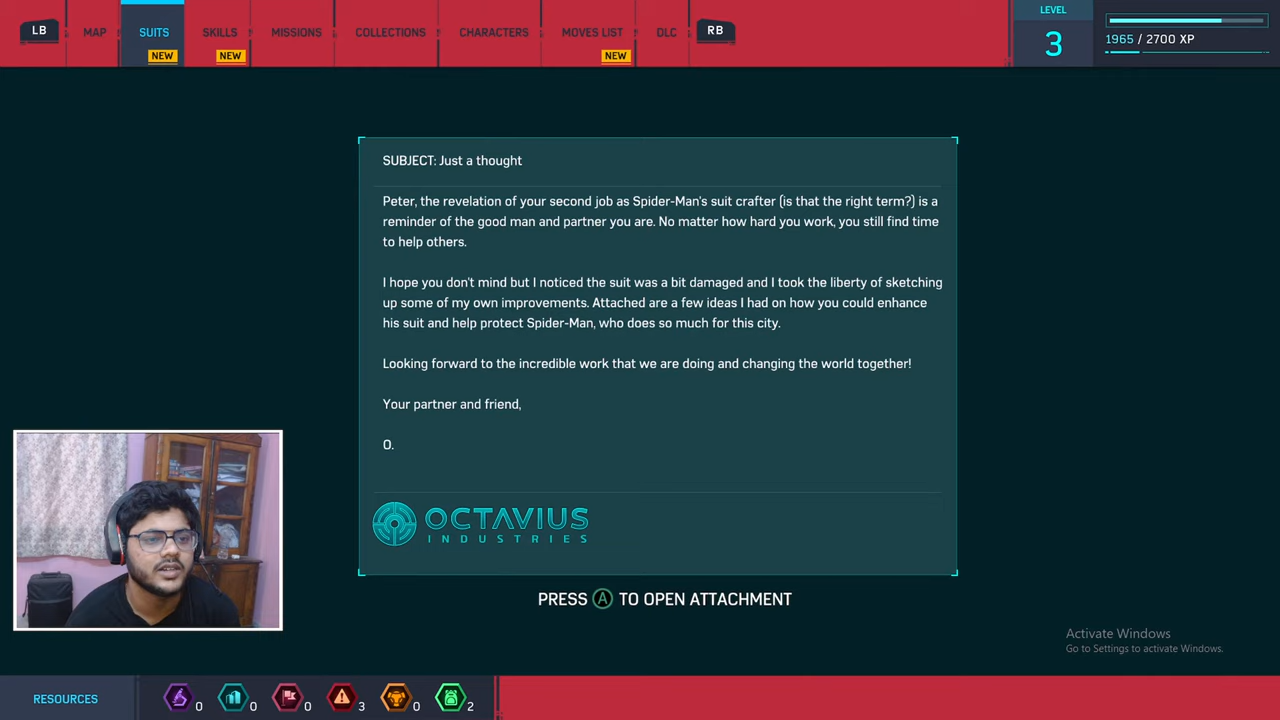 LB
MAP
SUITS
SKILLS
MISSIONS
COLLECTIONS
CHARACTERS
MOVES LIST
DLC
RB
NEW
NEW
NEW
LEVEL
3
1965 / 2700 XP
SUBJECT: Just a thought
Peter, the revelation of your second job as Spider-Man's suit crafter (is that the right term?) is a
reminder of the good man and partner you are. No matter how hard you work, you still find time
to help others.
I hope you don't mind but I noticed the suit was a bit damaged and I took the liberty of sketching
up some of my own improvements. Attached are a few ideas I had on how you could enhance
his suit and help protect Spider-Man, who does so much for this city.
Looking forward to the incredible work that we are doing and changing the world together!
Your partner and friend,
O.
OCTAVIUS
INDUSTRIES
PRESS A TO OPEN ATTACHMENT
Activate Windows
Go to Settings to activate Windows.
RESOURCES
0
0
0
3
0
2